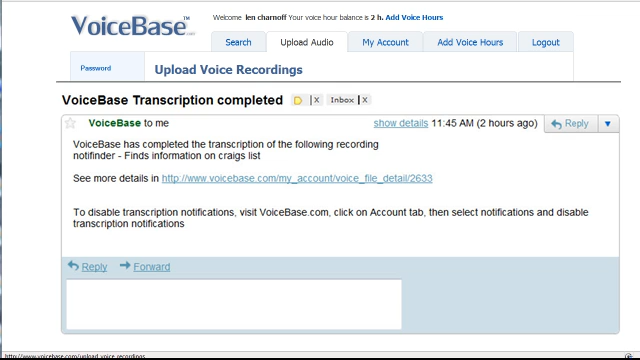 VoiceBase™.com
Welcome len charnoff Your voice hour balance is 2 h. Add Voice Hours
Search
Upload Audio
My Account
Add Voice Hours
Logout
Password
Upload Voice Recordings
VoiceBase Transcription completed | X Inbox | X
VoiceBase to me show details 11:45 AM (2 hours ago) Reply
VoiceBase has completed the transcription of the following recording
notifinder - Finds information on craigs list
See more details in http://www.voicebase.com/my_account/voice_file_detail/2633
To disable transcription notifications, visit VoiceBase.com, click on Account tab, then select notifications and disable
transcription notifications
Reply Forward
http://www.voicebase.com/upload_voice_recordings